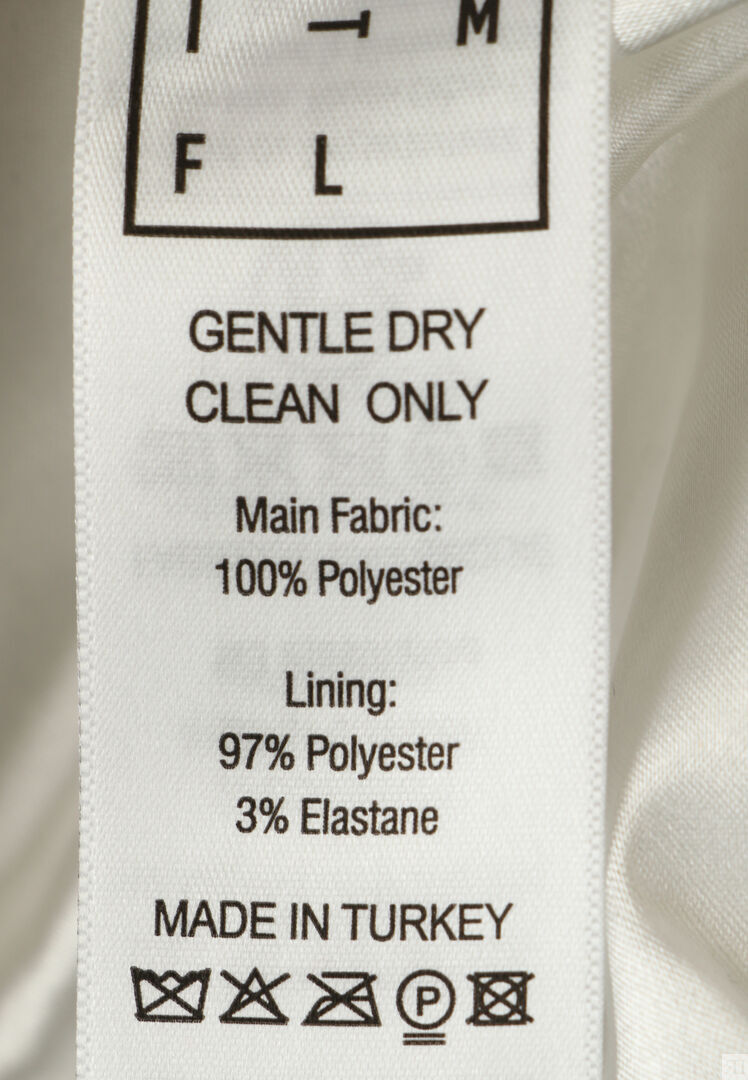 I T M
F L
GENTLE DRY
CLEAN ONLY
Main Fabric:
100% Polyester
Lining:
97% Polyester
3% Elastane
MADE IN TURKEY
P